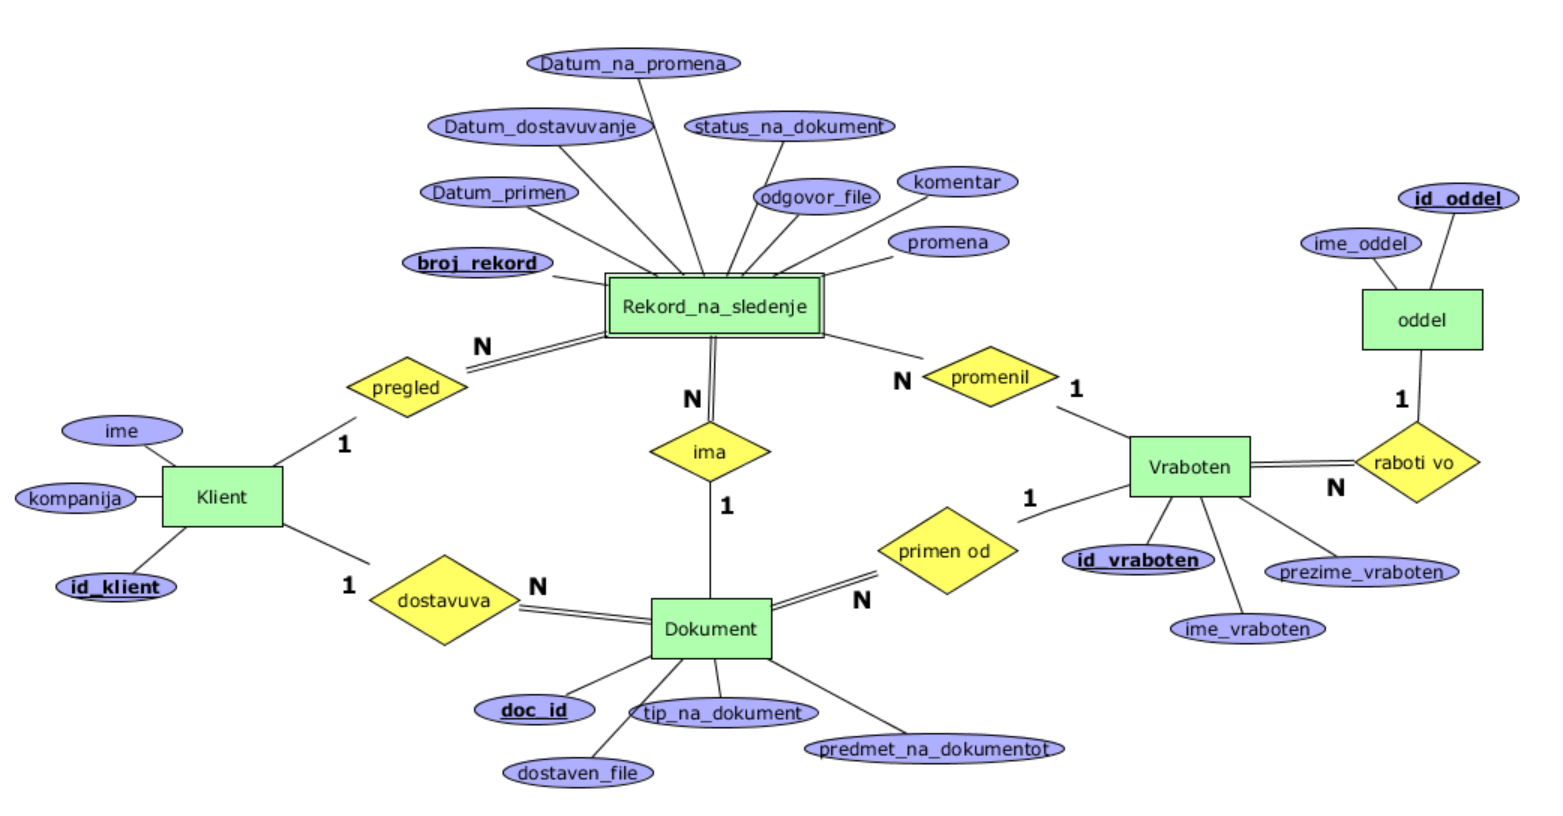 Datum_na_promena
Datum_dostavuvanje
status_na_dokument
Datum_primen
odgovor_file
komentar
id_oddel
broj_rekord
promena
ime_oddel
Rekord_na_sledenje
oddel
N
pregled
promenil
N
1
N
1
ime
1
ima
Vraboten
raboti vo
Klient
kompanija
1
1
N
primen od
id_vraboten
prezime_vraboten
id_klient
1
N
dostavuva
N
Dokument
ime_vraboten
doc_id
tip_na_dokument
predmet_na_dokumentot
dostaven_file